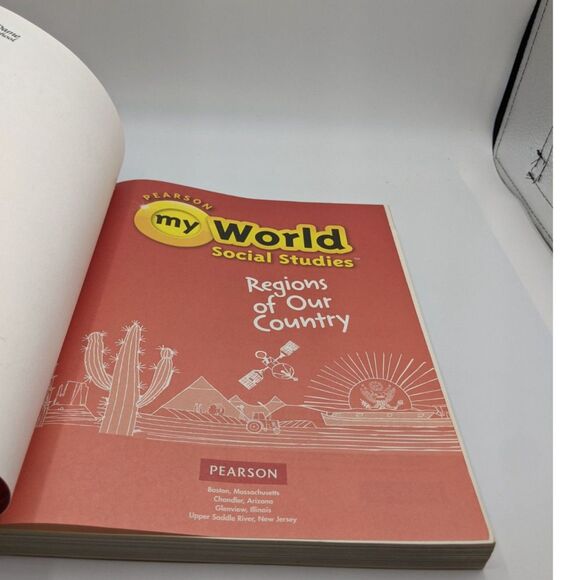 PEARSON
my World
Social Studies™
Regions
of Our
Country
PEARSON
Boston, Massachusetts
Chandler, Arizona
Glenview, Illinois
Upper Saddle River, New Jersey